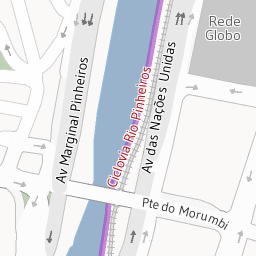 Rede
Globo
Av Marginal Pinheiros
Ciclovia Rio Pinheiros
Av das Nações Unidas
Pte do Morumbi